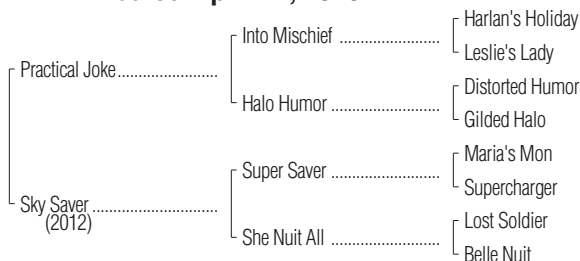 Harlan's Holiday
Into Mischief ......................
Leslie's Lady
Practical Joke......................
Distorted Humor
Halo Humor ........................
Gilded Halo
Maria's Mon
Super Saver ........................
Supercharger
Sky Saver ...........................
(2012)
Lost Soldier
She Nuit All ........................
Belle Nuit